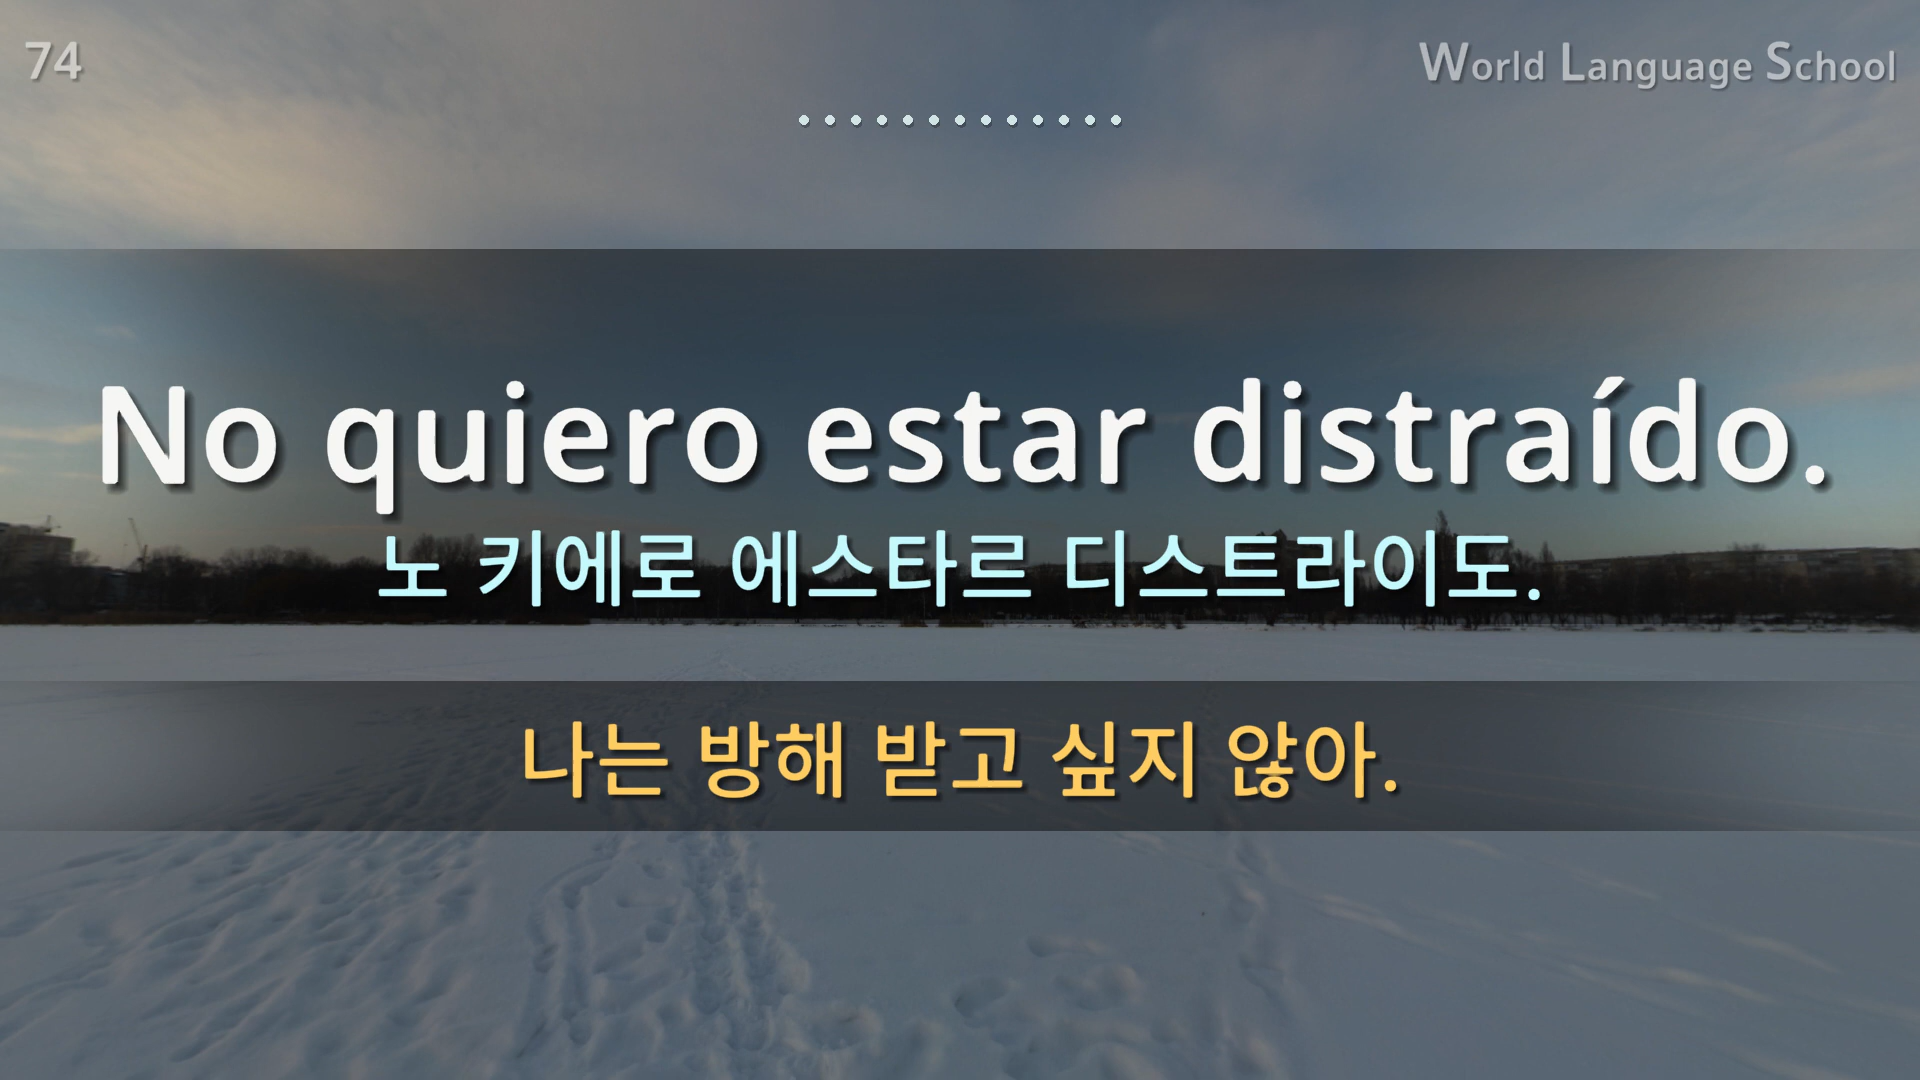 74
World Language School
No quiero estar distraído.
노 키에로 에스타르 디스트라이도.
나는 방해 받고 싶지 않아.